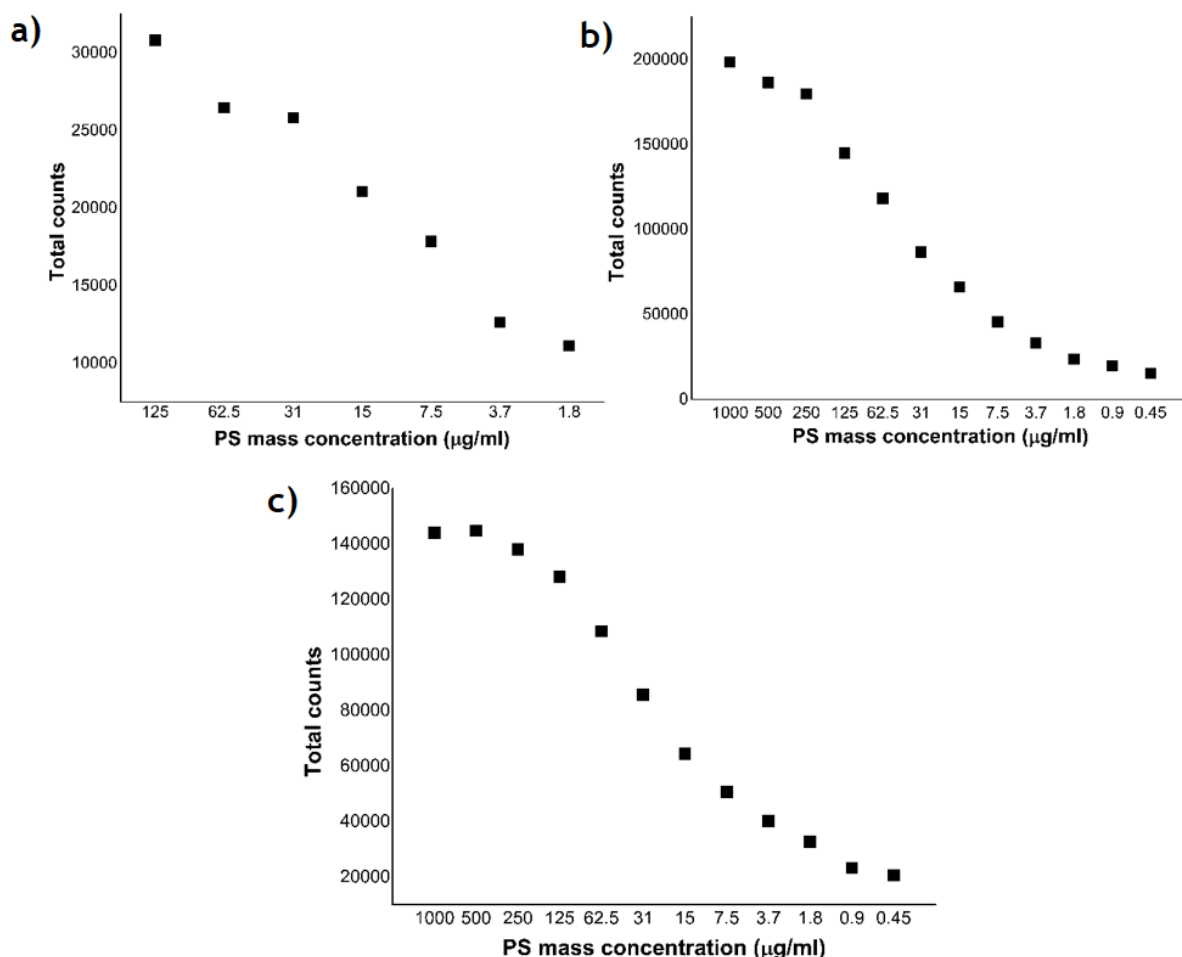 a)
30000
25000
20000
15000
10000
Total counts
125 62.5 31 15 7.5 3.7 1.8
PS mass concentration (μg/ml)
b)
200000
150000
100000
50000
0
Total counts
1000 500 250 125 62.5 31 15 7.5 3.7 1.8 0.9 0.45
PS mass concentration (μg/ml)
c)
160000
140000
120000
100000
80000
60000
40000
20000
Total counts
1000 500 250 125 62.5 31 15 7.5 3.7 1.8 0.9 0.45
PS mass concentration (μg/ml)